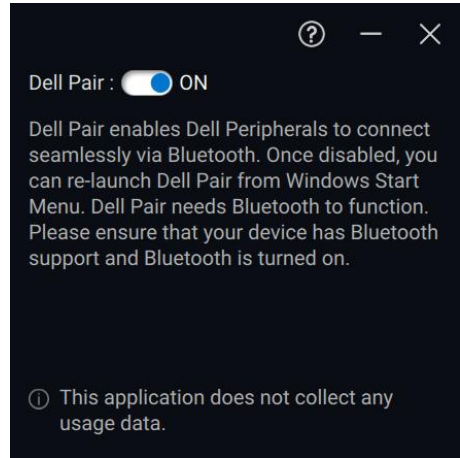 Dell Pair : ON
Dell Pair enables Dell Peripherals to connect
seamlessly via Bluetooth. Once disabled, you
can re-launch Dell Pair from Windows Start
Menu. Dell Pair needs Bluetooth to function.
Please ensure that your device has Bluetooth
support and Bluetooth is turned on.
This application does not collect any
usage data.